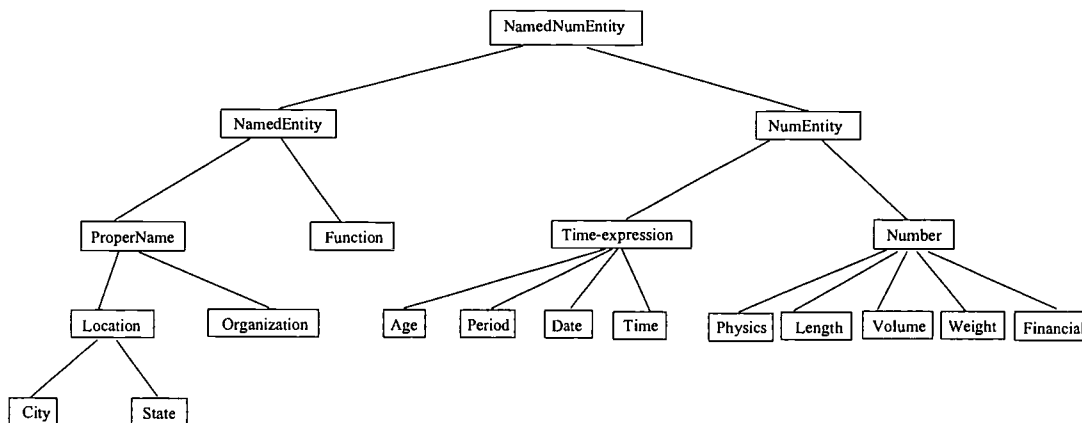 NamedNumEntity
NamedEntity
NumEntity
ProperName
Function
Time-expression
Number
Location
Organization
Age
Period
Date
Time
Physics
Length
Volume
Weight
Financial
City
State